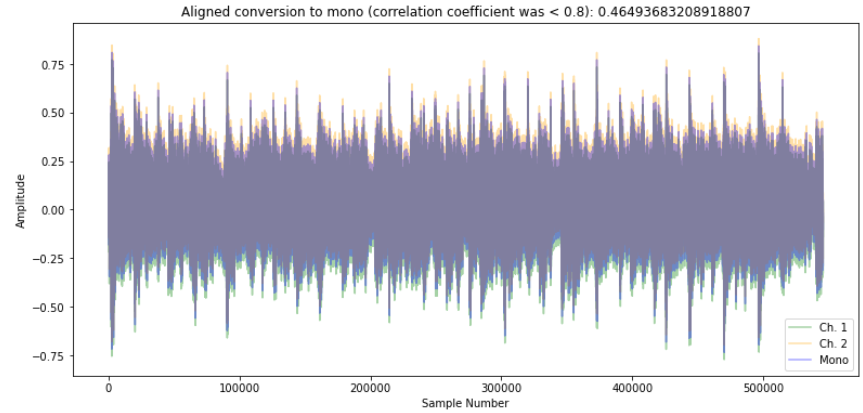 Aligned conversion to mono (correlation coefficient was < 0.8): 0.46493683208918807
0.75
0.50
0.25
0.00
−0.25
−0.50
−0.75
Amplitude
Ch. 1
Ch. 2
Mono
0
100000
200000
300000
400000
500000
Sample Number